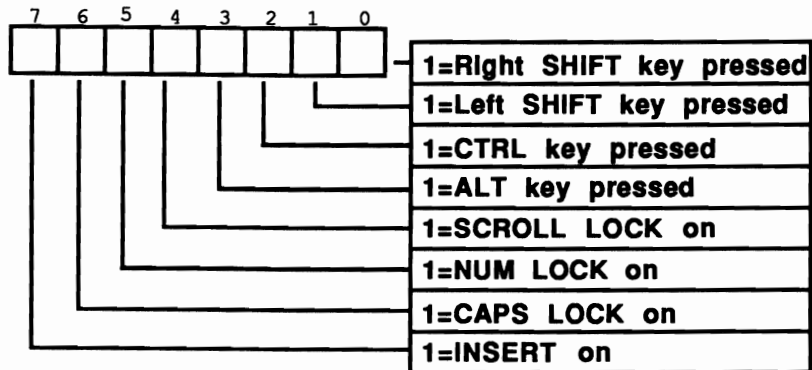 7 6 5 4 3 2 1 0
1=Right SHIFT key pressed
1=Left SHIFT key pressed
1=CTRL key pressed
1=ALT key pressed
1=SCROLL LOCK on
1=NUM LOCK on
1=CAPS LOCK on
1=INSERT on